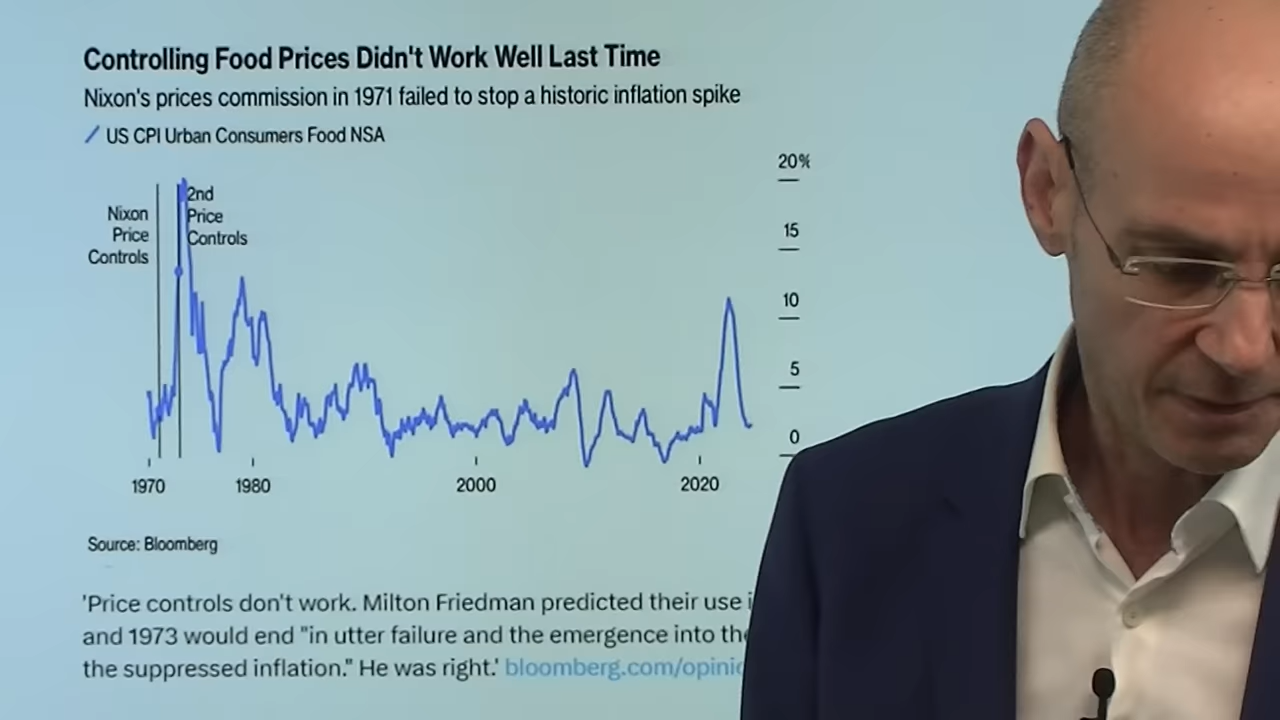 Controlling Food Prices Didn't Work Well Last Time
Nixon's prices commission in 1971 failed to stop a historic inflation spike
US CPI Urban Consumers Food NSA
20%
15
10
5
0
Nixon
Price
Controls
2nd
Price
Controls
1970 1980 2000 2020
Source: Bloomberg
'Price controls don't work. Milton Friedman predicted their use
and 1973 would end "in utter failure and the emergence into
the suppressed inflation." He was right.' bloomberg.com/